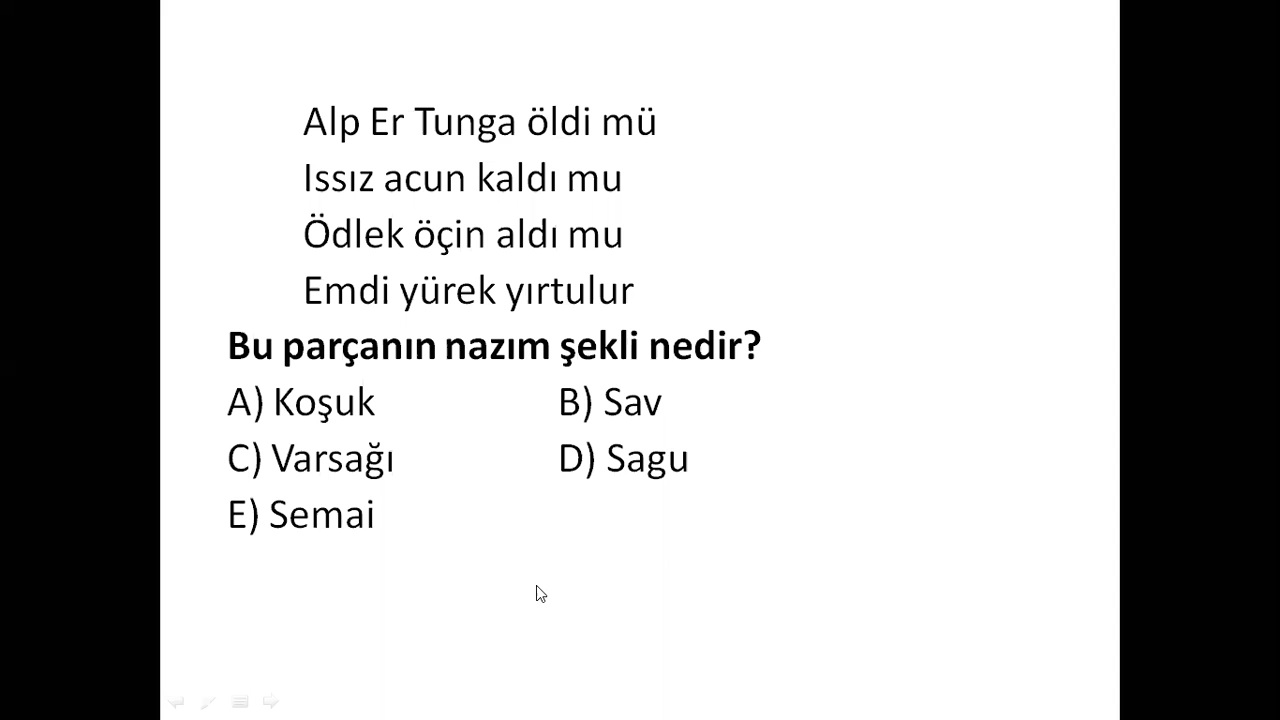 Alp Er Tunga öldi mü
Issız acun kaldı mu
Ödlek öçin aldı mu
Emdi yürek yırtulur
Bu parçanın nazım şekli nedir?
A) Koşuk B) Sav
C) Varsağı D) Sagu
E) Semai